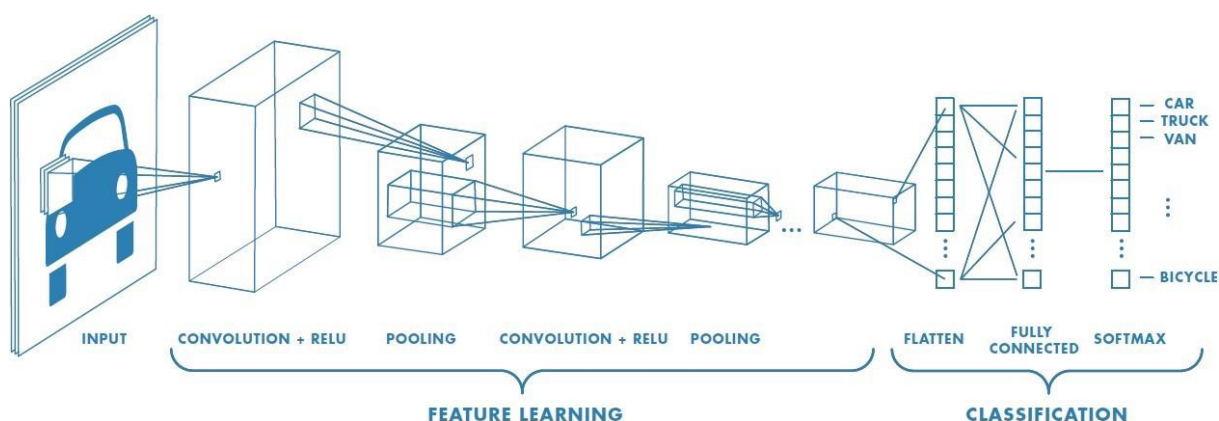 CAR
TRUCK
VAN
BICYCLE
INPUT
CONVOLUTION + RELU
POOLING
CONVOLUTION + RELU
POOLING
FLATTEN
FULLY
CONNECTED
SOFTMAX
FEATURE LEARNING
CLASSIFICATION